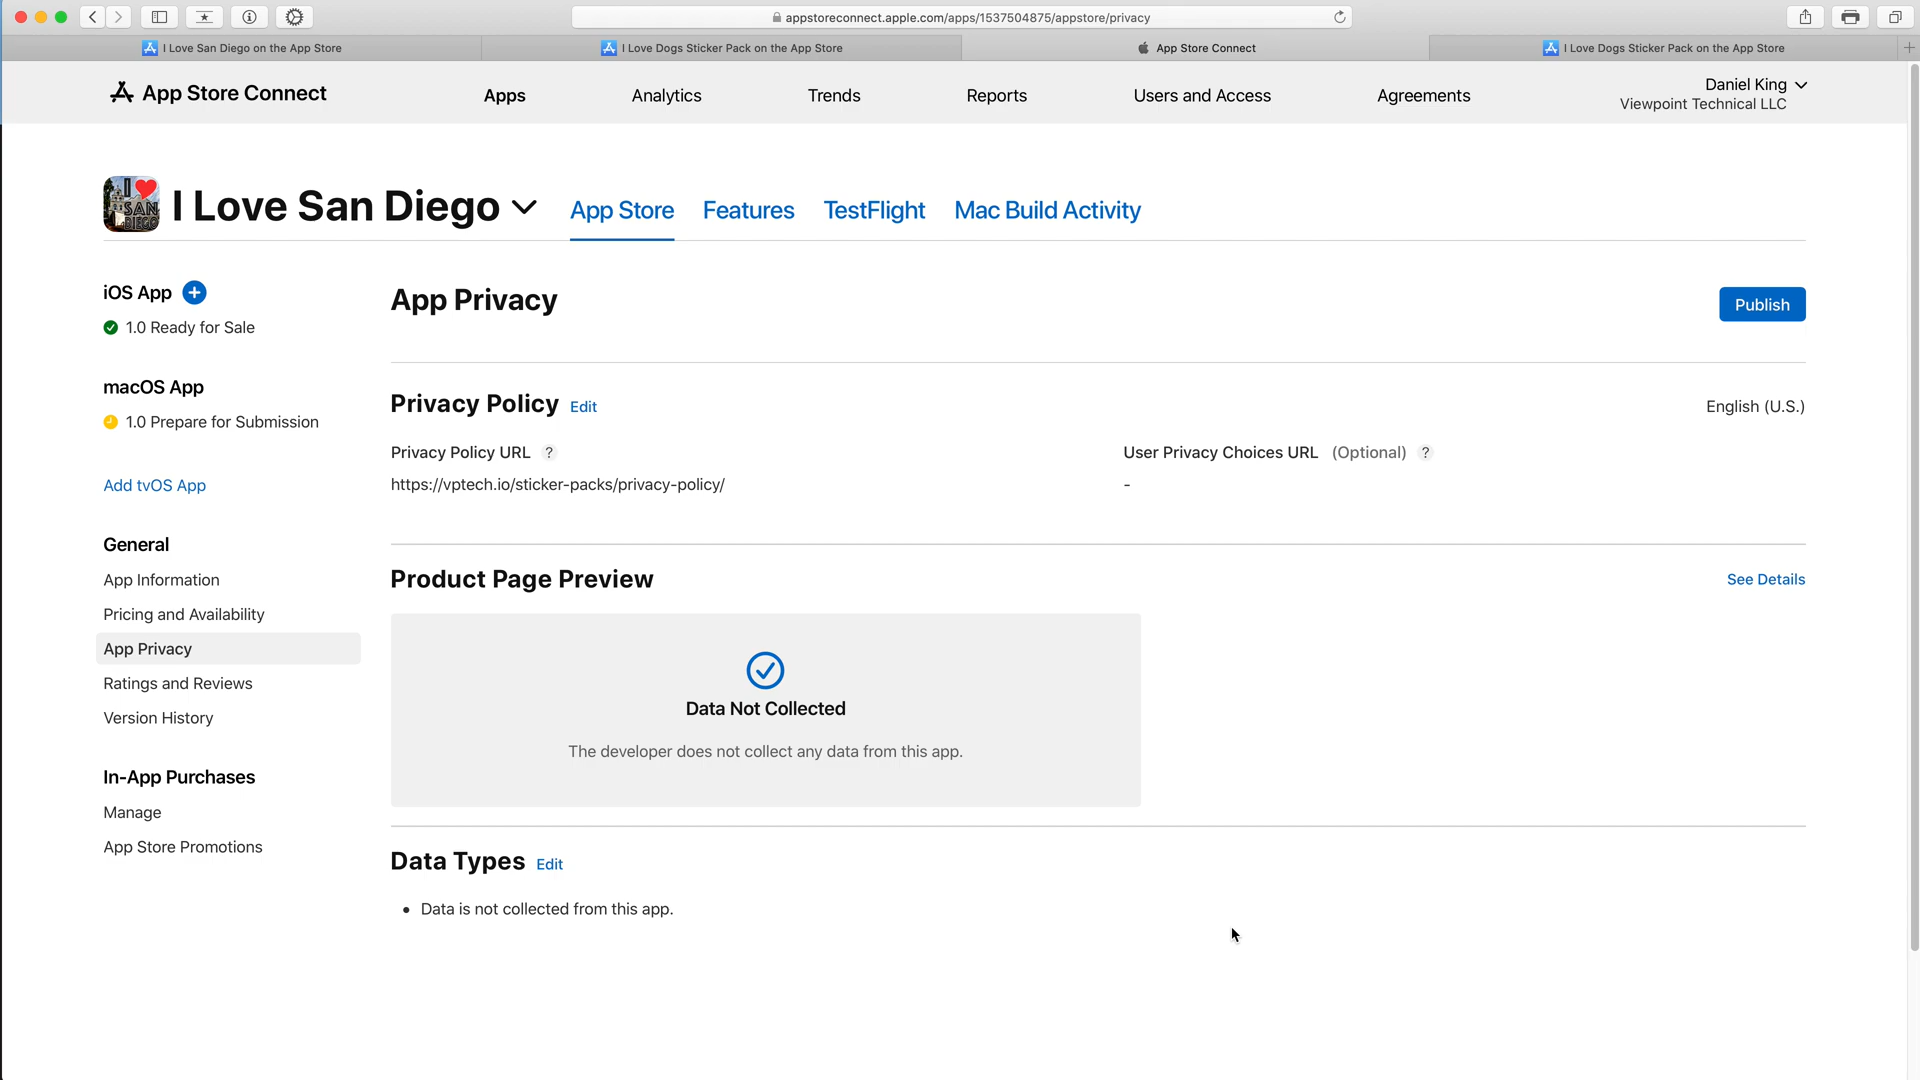 appstoreconnect.apple.com/apps/1537504875/appstore/privacy
I Love San Diego on the App Store
I Love Dogs Sticker Pack on the App Store
App Store Connect
I Love Dogs Sticker Pack on the App Store
App Store Connect
Apps
Analytics
Trends
Reports
Users and Access
Agreements
Daniel King
Viewpoint Technical LLC
I
SAN
DIEGO
I Love San Diego
App Store
Features
TestFlight
Mac Build Activity
iOS App
1.0 Ready for Sale
macOS App
1.0 Prepare for Submission
Add tvOS App
General
App Information
Pricing and Availability
App Privacy
Ratings and Reviews
Version History
In-App Purchases
Manage
App Store Promotions
App Privacy
Publish
Privacy Policy Edit
English (U.S.)
Privacy Policy URL ?
https://vptech.io/sticker-packs/privacy-policy/
User Privacy Choices URL (Optional) ?
-
Product Page Preview
See Details
Data Not Collected
The developer does not collect any data from this app.
Data Types Edit
• Data is not collected from this app.